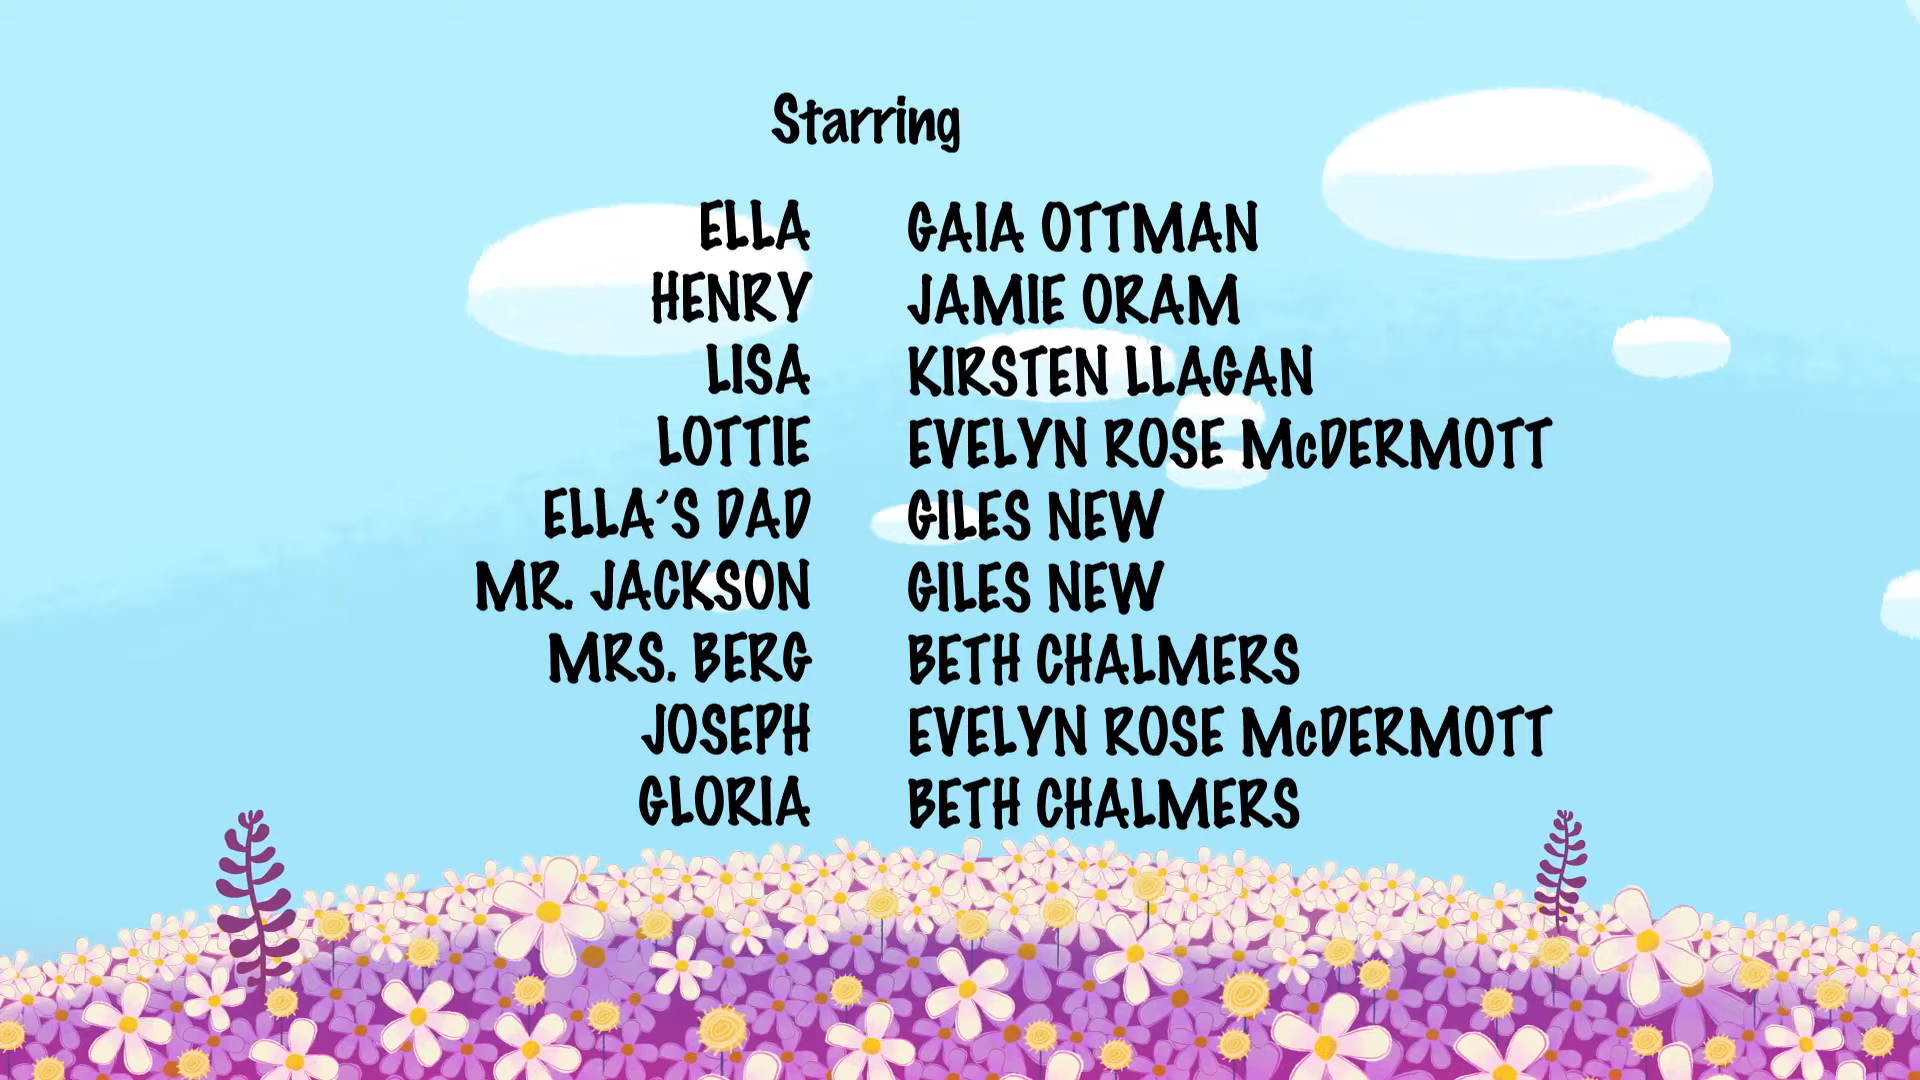 Starring
ELLA GAIA OTTMAN
HENRY JAMIE ORAM
LISA KIRSTEN LLAGAN
LOTTIE EVELYN ROSE McDERMOTT
ELLA'S DAD GILES NEW
MR. JACKSON GILES NEW
MRS. BERG BETH CHALMERS
JOSEPH EVELYN ROSE McDERMOTT
GLORIA BETH CHALMERS